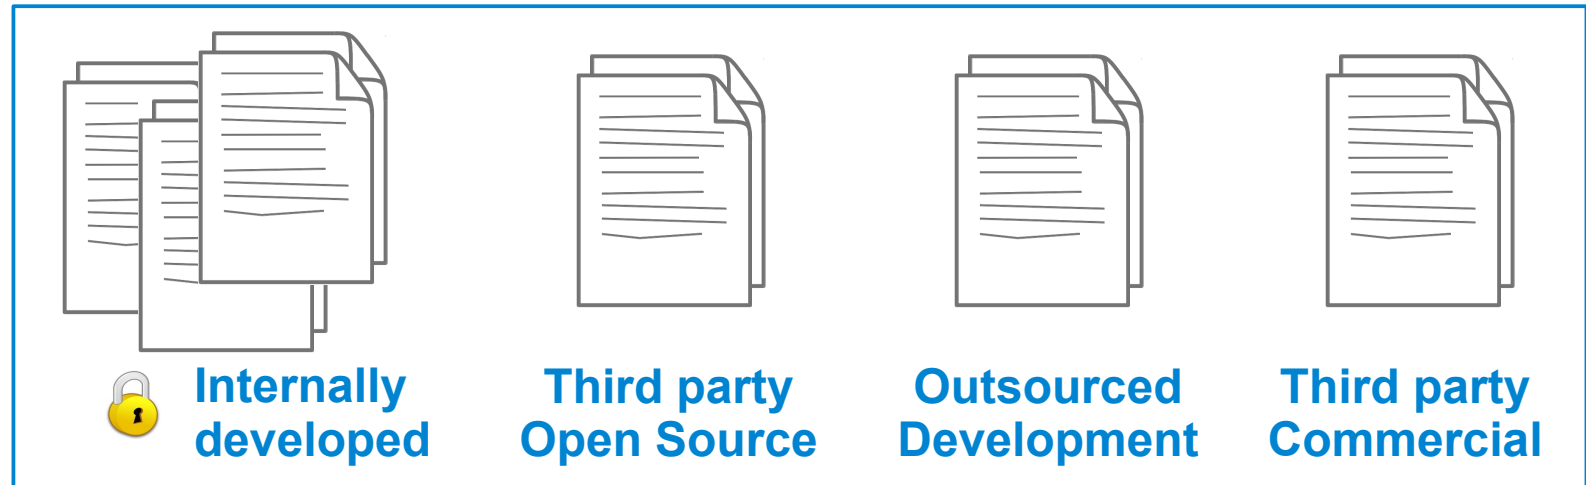 Internally
developed
Third party
Open Source
Outsourced
Development
Third party
Commercial